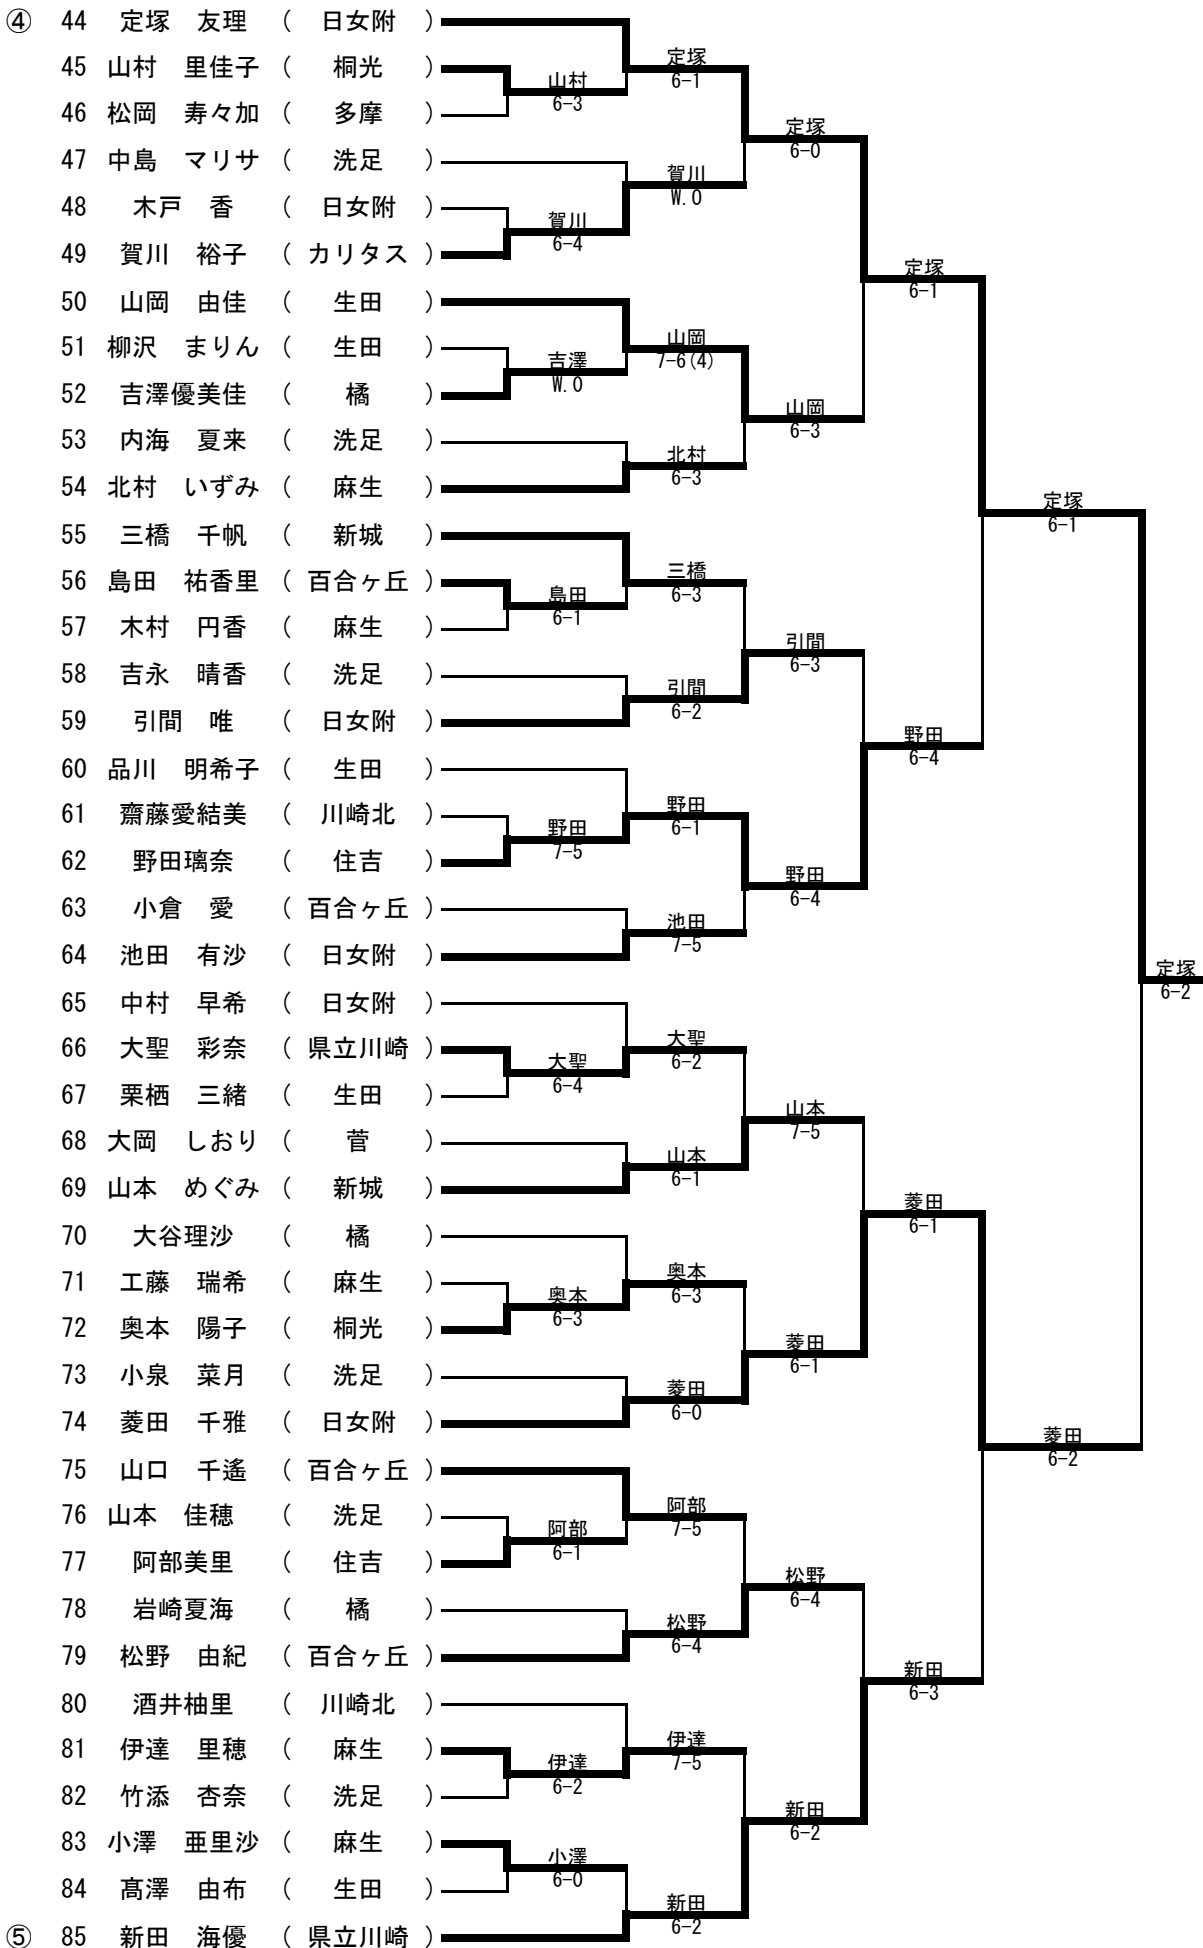 ④ 44 定塚 友理 ( 日女附 )
45 山村 里佳子 ( 桐光 )
46 松岡 寿々加 ( 多摩 )
47 中島 マリサ ( 洗足 )
48 木戸 香 ( 日女附 )
49 賀川 裕子 ( カリタス )
50 山岡 由佳 ( 生田 )
51 柳沢 まりん ( 生田 )
52 吉澤優美佳 ( 橘 )
53 内海 夏来 ( 洗足 )
54 北村 いずみ ( 麻生 )
55 三橋 千帆 ( 新城 )
56 島田 祐香里 ( 百合ヶ丘 )
57 木村 円香 ( 麻生 )
58 吉永 晴香 ( 洗足 )
59 引間 唯 ( 日女附 )
60 品川 明希子 ( 生田 )
61 齋藤愛結美 ( 川崎北 )
62 野田璃奈 ( 住吉 )
63 小倉 愛 ( 百合ヶ丘 )
64 池田 有沙 ( 日女附 )
65 中村 早希 ( 日女附 )
66 大聖 彩奈 ( 県立川崎 )
67 栗栖 三緒 ( 生田 )
68 大岡 しおり ( 菅 )
69 山本 めぐみ ( 新城 )
70 大谷理沙 ( 橘 )
71 工藤 瑞希 ( 麻生 )
72 奥本 陽子 ( 桐光 )
73 小泉 菜月 ( 洗足 )
74 菱田 千雅 ( 日女附 )
75 山口 千遙 ( 百合ヶ丘 )
76 山本 佳穂 ( 洗足 )
77 阿部美里 ( 住吉 )
78 岩崎夏海 ( 橘 )
79 松野 由紀 ( 百合ヶ丘 )
80 酒井柚里 ( 川崎北 )
81 伊達 里穂 ( 麻生 )
82 竹添 杏奈 ( 洗足 )
83 小澤 亜里沙 ( 麻生 )
84 髙澤 由布 ( 生田 )
⑤ 85 新田 海優 ( 県立川崎 )
山村
6-3
賀川
6-4
吉澤
W.O
島田
6-1
野田
7-5
大聖
6-4
奥本
6-3
阿部
6-1
伊達
6-2
小澤
6-0
定塚
6-1
賀川
W.O
山岡
7-6(4)
北村
6-3
三橋
6-3
引間
6-2
野田
6-1
池田
7-5
大聖
6-2
山本
6-1
奥本
6-3
菱田
6-0
阿部
7-5
松野
6-4
伊達
7-5
新田
6-2
定塚
6-0
山岡
6-3
引間
6-3
野田
6-4
山本
7-5
菱田
6-1
松野
6-4
新田
6-2
定塚
6-1
野田
6-4
菱田
6-1
新田
6-3
定塚
6-1
菱田
6-2
定塚
6-2